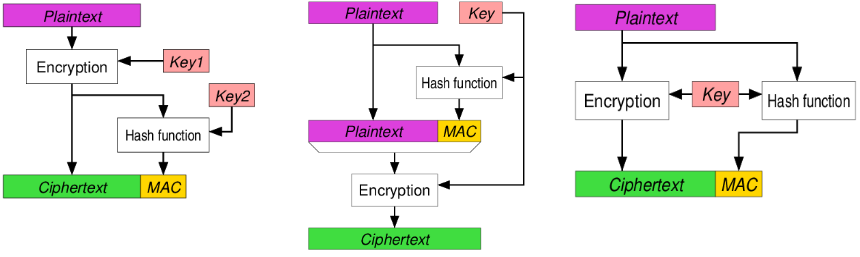 Plaintext
Encryption
Key1
Key2
Hash function
Ciphertext
MAC
Plaintext
Key
Hash function
Plaintext
MAC
Encryption
Ciphertext
Plaintext
Encryption
Key
Hash function
Ciphertext
MAC